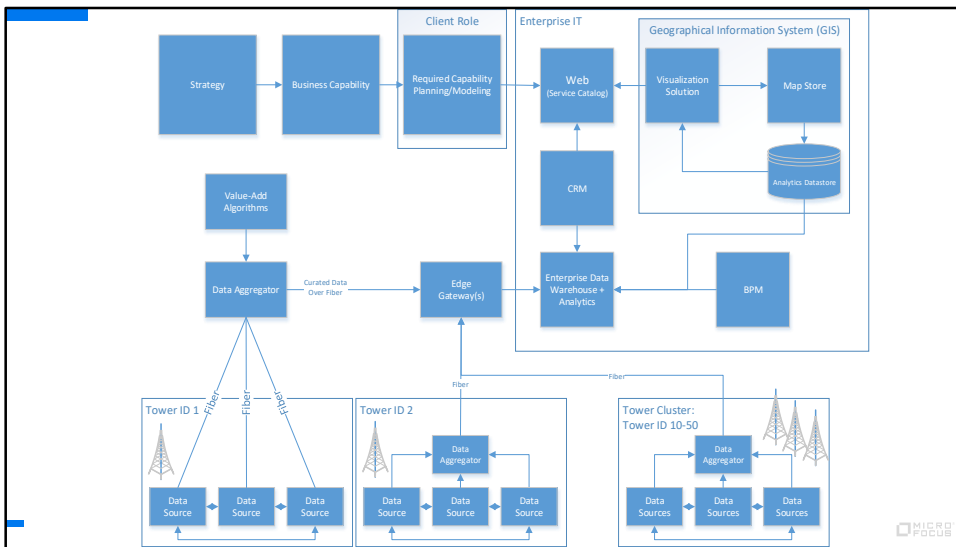 Client Role
Enterprise IT
Geographical Information System (GIS)
Strategy
Business Capability
Required Capability
Planning/Modeling
Web
(Service Catalog)
Visualization
Solution
Map Store
Analytics Datastore
Value-Add
Algorithms
CRM
Data Aggregator
Curated Data
Over Fiber
Edge
Gateway(s)
Enterprise Data
Warehouse +
Analytics
BPM
Fiber
Fiber
Fiber
Fiber
Fiber
Tower ID 1
Data
Source
Data
Source
Data
Source
Tower ID 2
Data
Aggregator
Data
Source
Data
Source
Data
Source
Tower Cluster:
Tower ID 10-50
Data
Aggregator
Data
Sources
Data
Sources
Data
Sources
MICRO
FOCUS